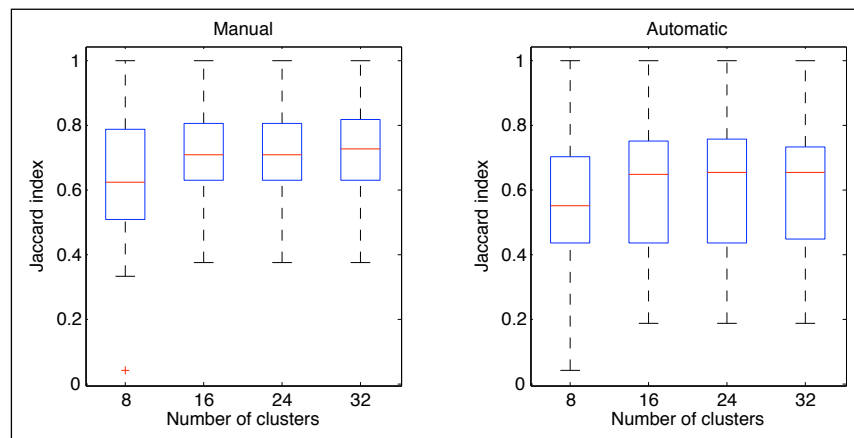 Manual
1
0.8
0.6
0.4
0.2
0
Jaccard index
8 16 24 32
Number of clusters
Automatic
1
0.8
0.6
0.4
0.2
0
Jaccard index
8 16 24 32
Number of clusters